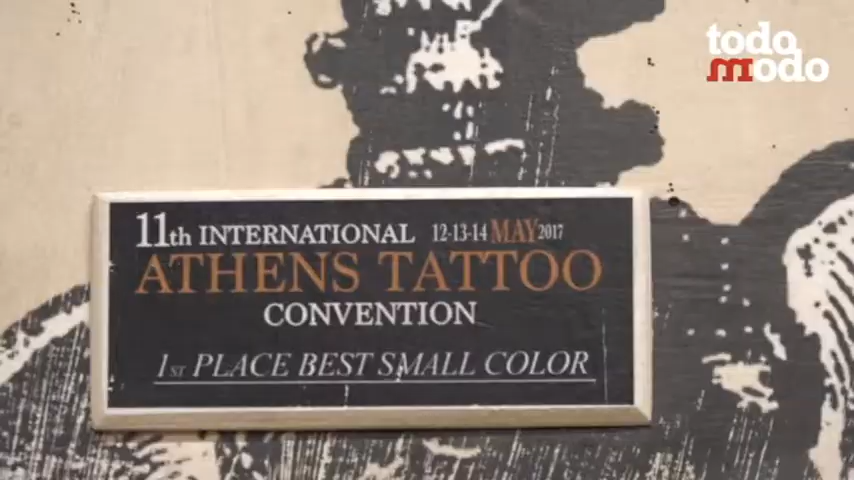 todo
modo
11th INTERNATIONAL 12-13-14 MAY 2017
ATHENS TATTOO
CONVENTION
1ST PLACE BEST SMALL COLOR